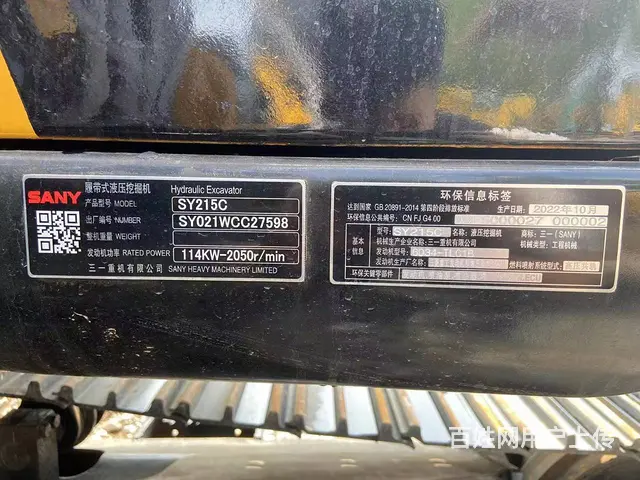 SANY
履带式液压挖掘机 Hydraulic Excavator
产品型号 MODEL SY215C
出厂编号 NUMBER SY021WCC27598
整机重量 WEIGHT
发动机功率 RATED POWER 114KW-2050r/min
三一重机有限公司 SANY HEAVY MACHINERY LIMITED
环保信息标签
达到国家 GB 20891-2014 第四阶段排放标准 生产日期: 2022年10月
环保信息公共编号: CN FJ G4 00 000027 000002
基本
型号: SY215C 名称: 液压挖掘机 商标: 三一(SANY)
机械生产企业名称: 三一重机有限公司 机械类型: 工程机械
发动机型号:
发动机生产厂名称: 燃料喷射系统型式:
环保关键零部件
百姓网用户上传